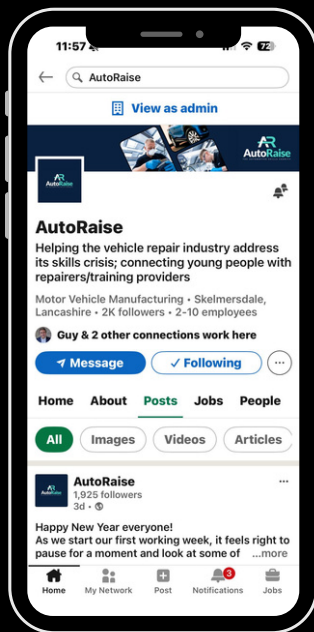 11:57
72
AutoRaise
View as admin
AR
AutoRaise
AR
AutoRaise
AutoRaise
Helping the vehicle repair industry address
its skills crisis; connecting young people with
repairers/training providers
Motor Vehicle Manufacturing • Skelmersdale,
Lancashire • 2K followers • 2-10 employees
Guy & 2 other connections work here
Message
Following
Home About Posts Jobs People
All
Images
Videos
Articles
AR
AutoRaise
AutoRaise
1,925 followers
3d •
Happy New Year everyone!
As we start our first working week, it feels right to
pause for a moment and look at some of ...more
3
Home My Network Post Notifications Jobs